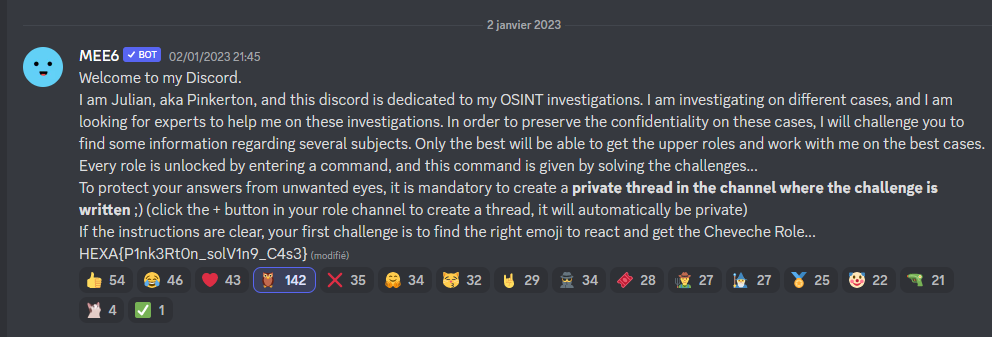 2 janvier 2023
MEE6 ✓ BOT 02/01/2023 21:45
Welcome to my Discord.
I am Julian, aka Pinkerton, and this discord is dedicated to my OSINT investigations. I am investigating on different cases, and I am
looking for experts to help me on these investigations. In order to preserve the confidentiality on these cases, I will challenge you to
find some information regarding several subjects. Only the best will be able to get the upper roles and work with me on the best cases.
Every role is unlocked by entering a command, and this command is given by solving the challenges...
To protect your answers from unwanted eyes, it is mandatory to create a private thread in the channel where the challenge is
written ;) (click the + button in your role channel to create a thread, it will automatically be private)
If the instructions are clear, your first challenge is to find the right emoji to react and get the Cheveche Role...
HEXA{P1nk3Rt0n_solV1n9_C4s3} (modifié)
54 46 43 142 35 34 32 29 34 28 27 27 25 22 21
4 1